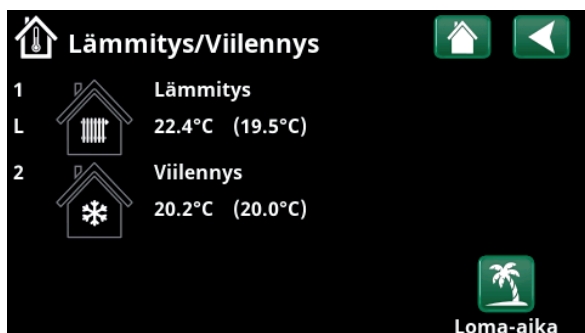 Lämmitys/Viilennys
1 Lämmitys
L 22.4°C (19.5°C)
2 Viilennys
20.2°C (20.0°C)
Loma-aika